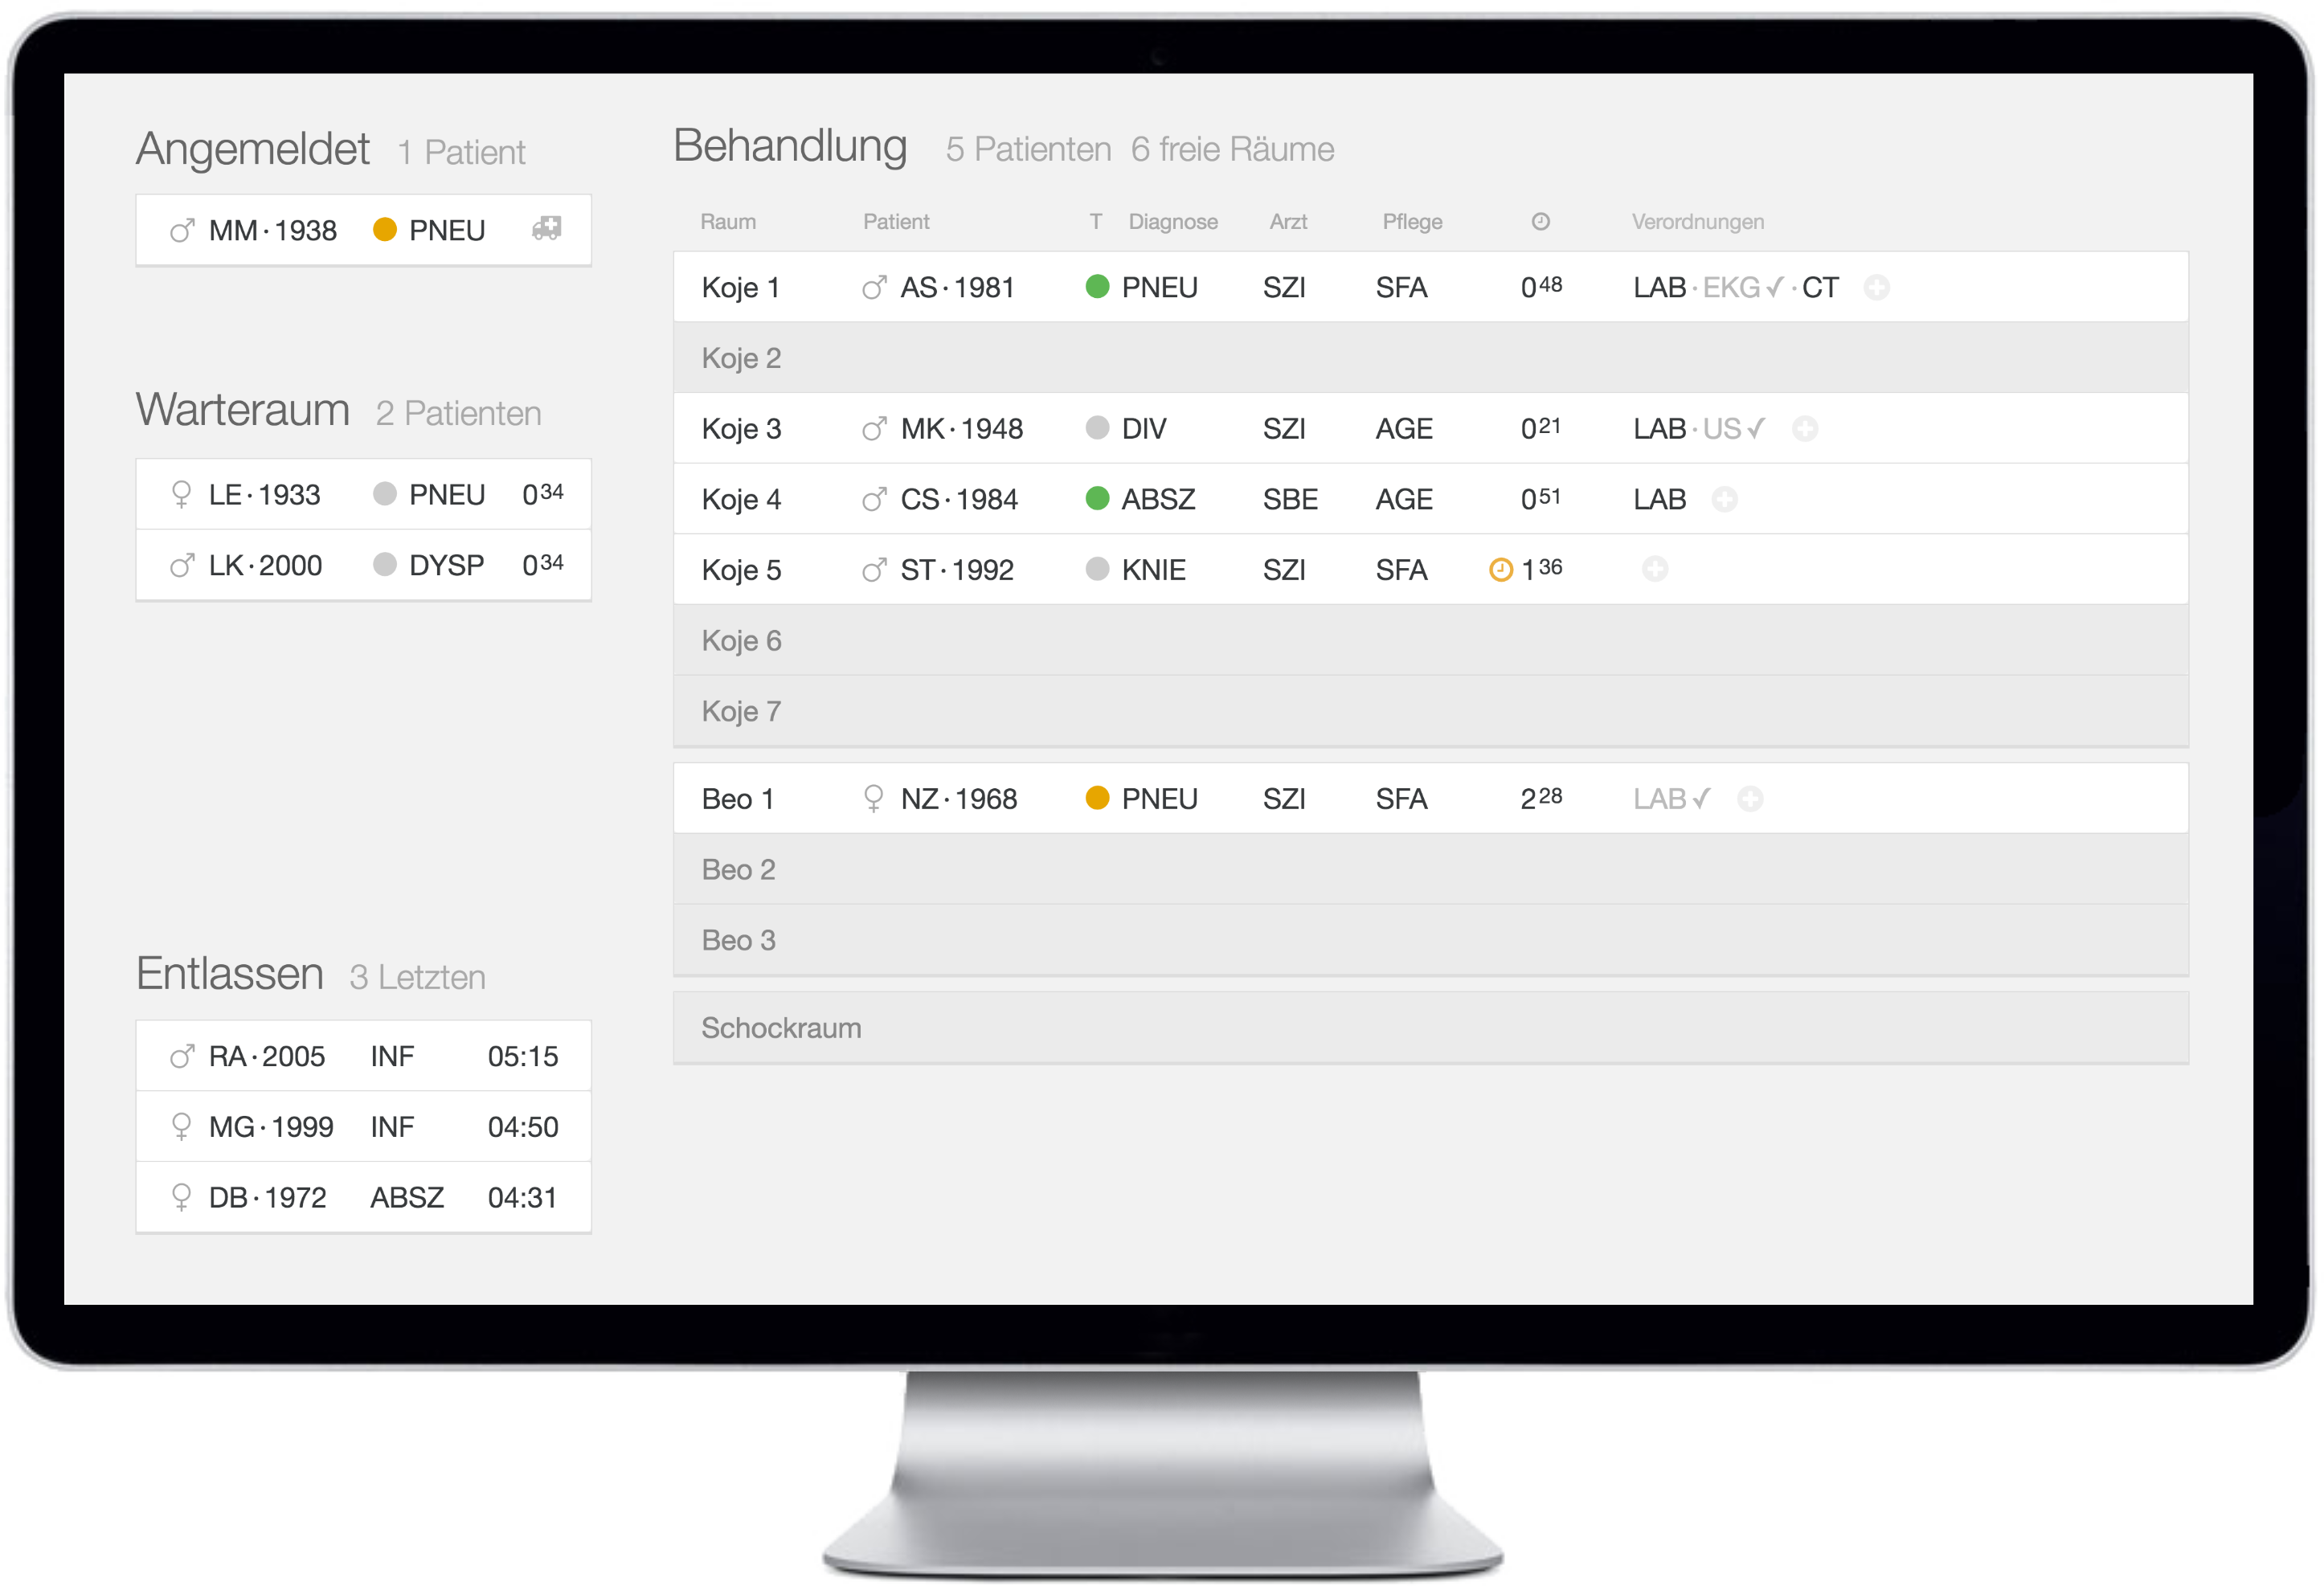 Angemeldet 1 Patient
♂ MM · 1938 PNEU
Warteraum 2 Patienten
♀ LE · 1933 PNEU 0 34
♂ LK · 2000 DYSP 0 34
Entlassen 3 Letzten
♂ RA · 2005 INF 05:15
♀ MG · 1999 INF 04:50
♀ DB · 1972 ABSZ 04:31
Behandlung 5 Patienten 6 freie Räume
Raum Patient T Diagnose Arzt Pflege Verordnungen
Koje 1 ♂ AS · 1981 PNEU SZI SFA 0 48 LAB · EKG ✓ · CT
Koje 2
Koje 3 ♂ MK · 1948 DIV SZI AGE 0 21 LAB · US ✓
Koje 4 ♂ CS · 1984 ABSZ SBE AGE 0 51 LAB
Koje 5 ♂ ST · 1992 KNIE SZI SFA 1 36
Koje 6
Koje 7
Beo 1 ♀ NZ · 1968 PNEU SZI SFA 2 28 LAB ✓
Beo 2
Beo 3
Schockraum